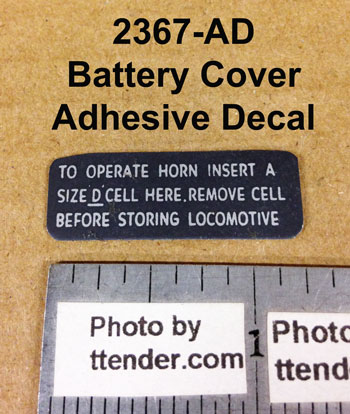 2367-AD
Battery Cover
Adhesive Decal
TO OPERATE HORN INSERT A
SIZE "D" CELL HERE. REMOVE CELL
BEFORE STORING LOCOMOTIVE
Photo by
ttender.com
1
Photo
ttend